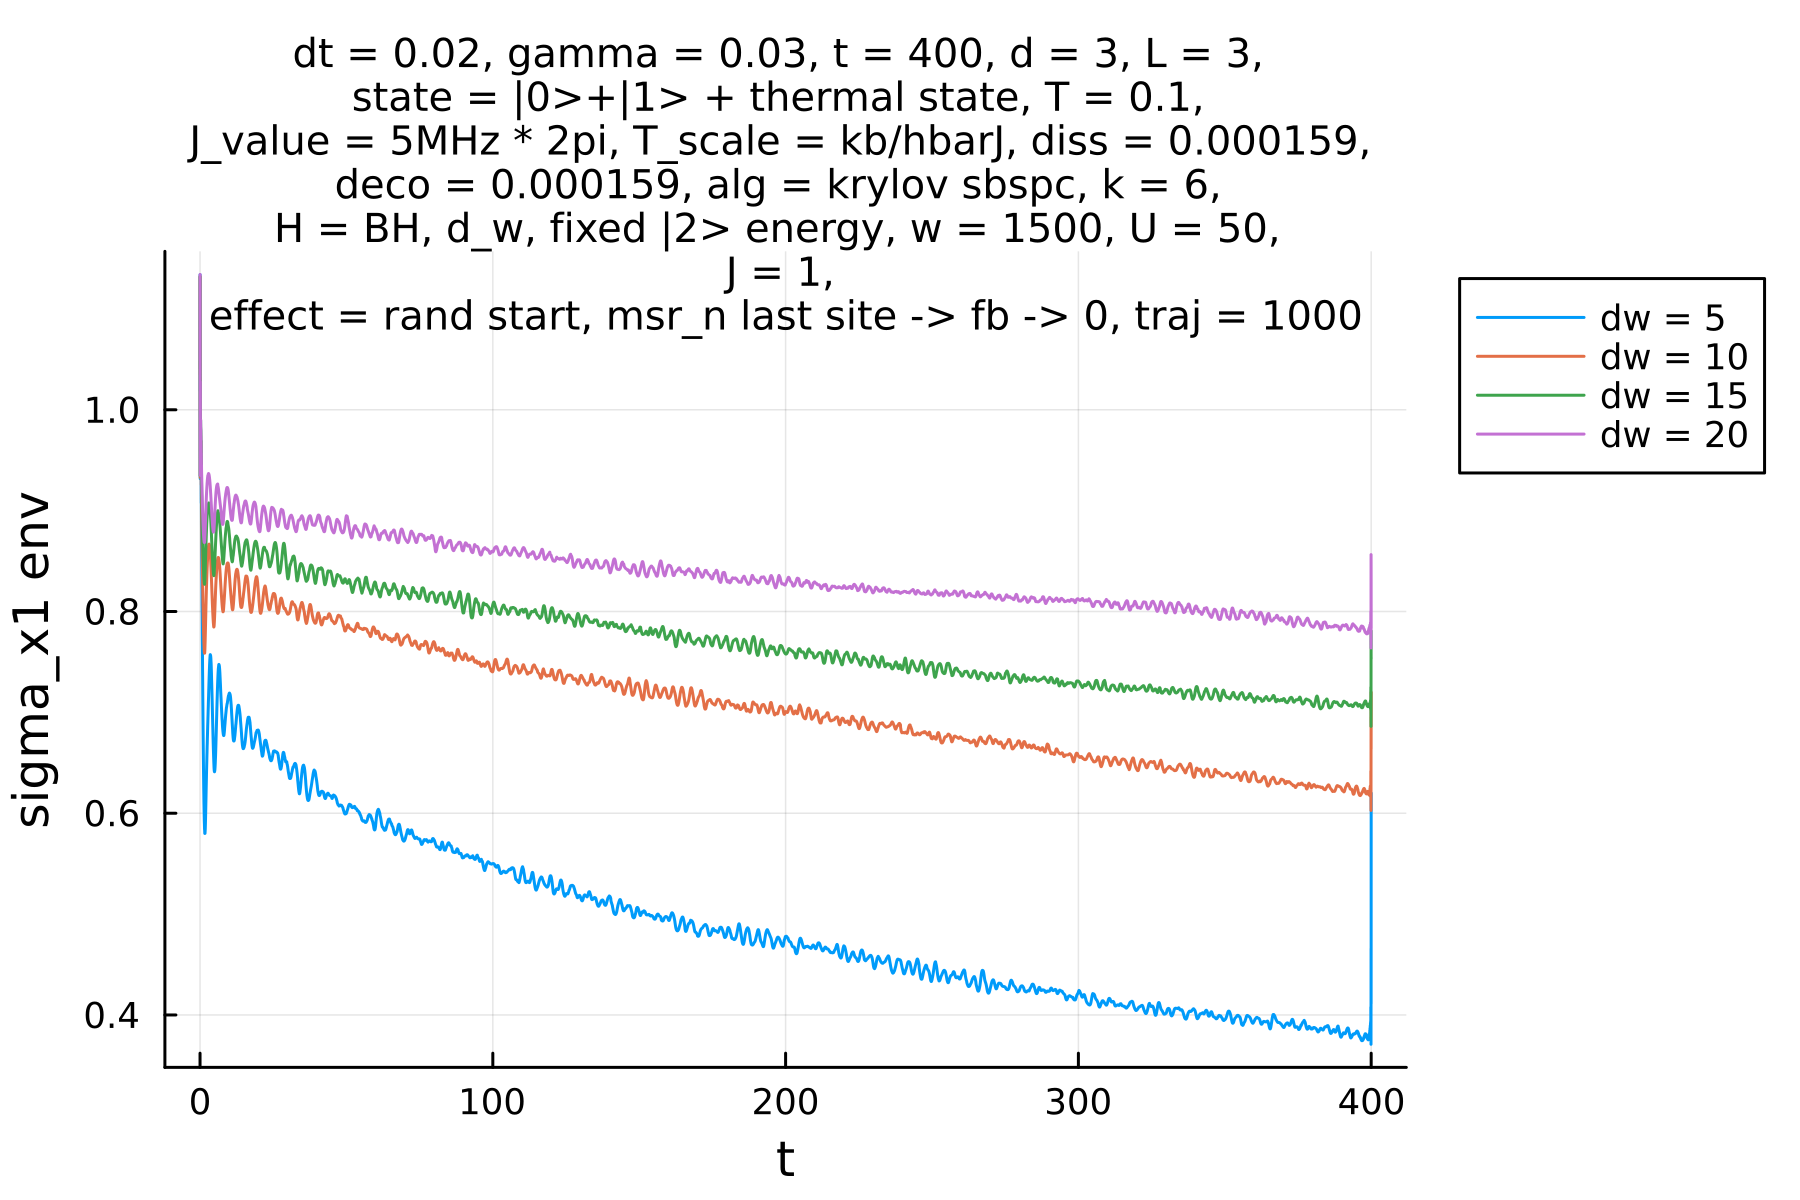 dt = 0.02, gamma = 0.03, t = 400, d = 3, L = 3,
state = |0>+|1> + thermal state, T = 0.1,
J_value = 5MHz * 2pi, T_scale = kb/hbarJ, diss = 0.000159,
deco = 0.000159, alg = krylov sbspc, k = 6,
H = BH, d_w, fixed |2> energy, w = 1500, U = 50,
J = 1,
effect = rand start, msr_n last site -> fb -> 0, traj = 1000
dw = 5
dw = 10
dw = 15
dw = 20
sigma_x1 env
1.0
0.8
0.6
0.4
0
100
200
300
400
t